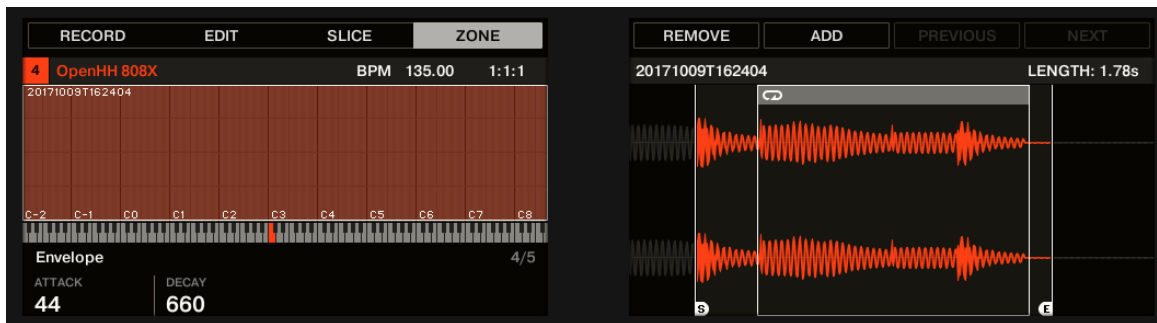 RECORD EDIT SLICE ZONE
4 OpenHH 808X BPM 135.00 1:1:1
20171009T162404
C-2 C-1 C0 C1 C2 C3 C4 C5 C6 C7 C8
Envelope 4/5
ATTACK DECAY
44 660
REMOVE ADD PREVIOUS NEXT
20171009T162404 LENGTH: 1.78s
S E